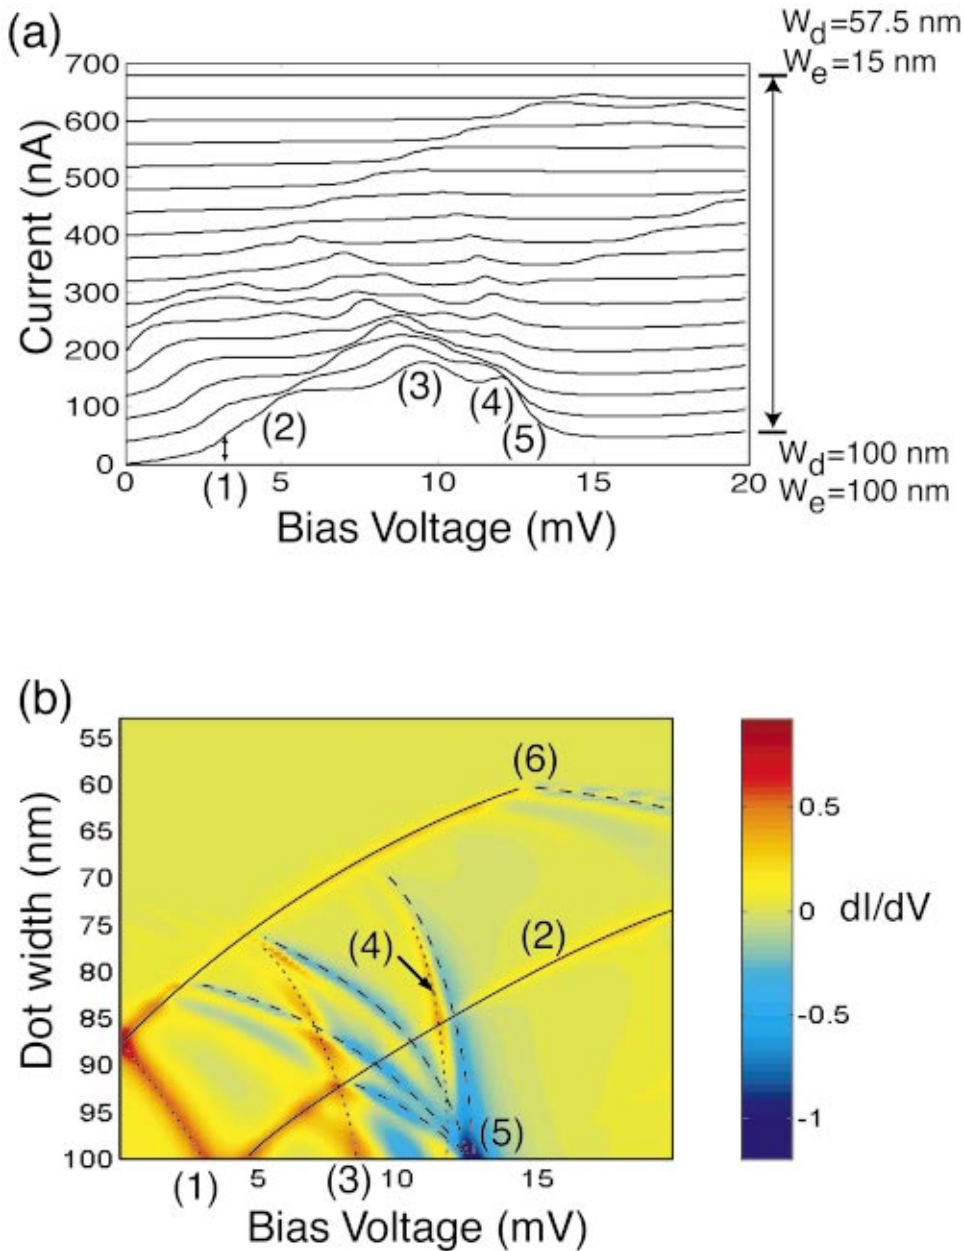 (a)
W_d=57.5 nm
W_e=15 nm
700
600
500
400
300
200
100
0
Current (nA)
(1)
(2)
(3)
(4)
(5)
0 5 10 15 20
Bias Voltage (mV)
W_d=100 nm
W_e=100 nm
(b)
55
60
65
70
75
80
85
90
95
100
Dot width (nm)
(6)
(4)
(2)
(5)
(1) 5 (3) 10 15
Bias Voltage (mV)
0.5
0
-0.5
-1
dI/dV